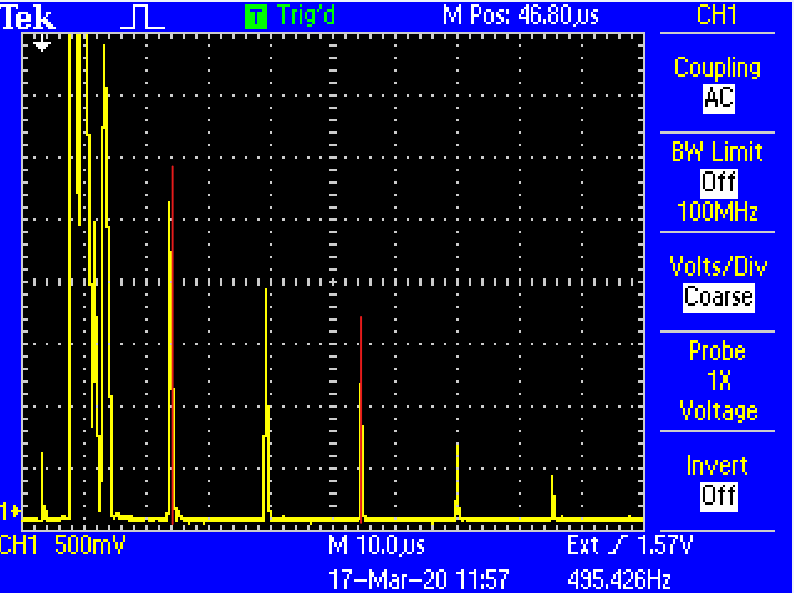 Tek T Trig'd M Pos: 46.80µs CH1
Coupling
AC
BW Limit
Off
100MHz
Volts/Div
Coarse
Probe
1X
Voltage
Invert
Off
1
CH1 500mV M 10.0µs Ext 1.57V
17-Mar-20 11:57 495.426Hz